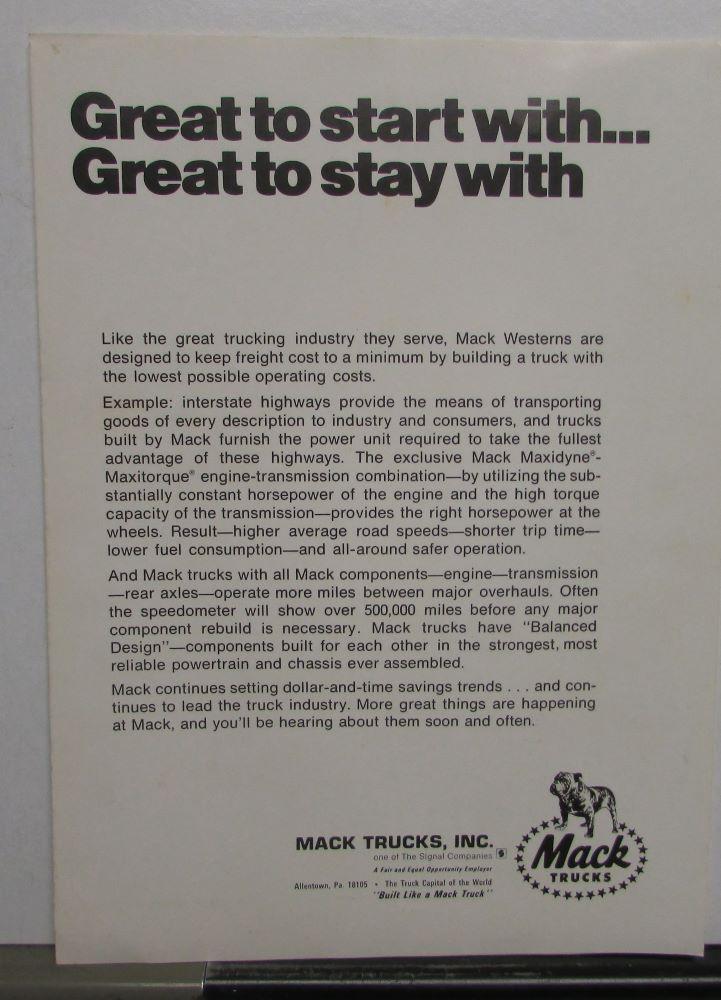 Great to start with...
Great to stay with
Like the great trucking industry they serve, Mack Westerns are
designed to keep freight cost to a minimum by building a truck with
the lowest possible operating costs.
Example: interstate highways provide the means of transporting
goods of every description to industry and consumers, and trucks
built by Mack furnish the power unit required to take the fullest
advantage of these highways. The exclusive Mack Maxidyne®-
Maxitorque® engine-transmission combination—by utilizing the sub-
stantially constant horsepower of the engine and the high torque
capacity of the transmission—provides the right horsepower at the
wheels. Result—higher average road speeds—shorter trip time—
lower fuel consumption—and all-around safer operation.
And Mack trucks with all Mack components—engine—transmission
—rear axles—operate more miles between major overhauls. Often
the speedometer will show over 500,000 miles before any major
component rebuild is necessary. Mack trucks have "Balanced
Design"—components built for each other in the strongest, most
reliable powertrain and chassis ever assembled.
Mack continues setting dollar-and-time savings trends . . . and con-
tinues to lead the truck industry. More great things are happening
at Mack, and you'll be hearing about them soon and often.
MACK TRUCKS, INC.
one of The Signal Companies
A Fair and Equal Opportunity Employer
Allentown, Pa. 18105 • The Truck Capital of the World
"Built Like a Mack Truck"
Mack
TRUCKS